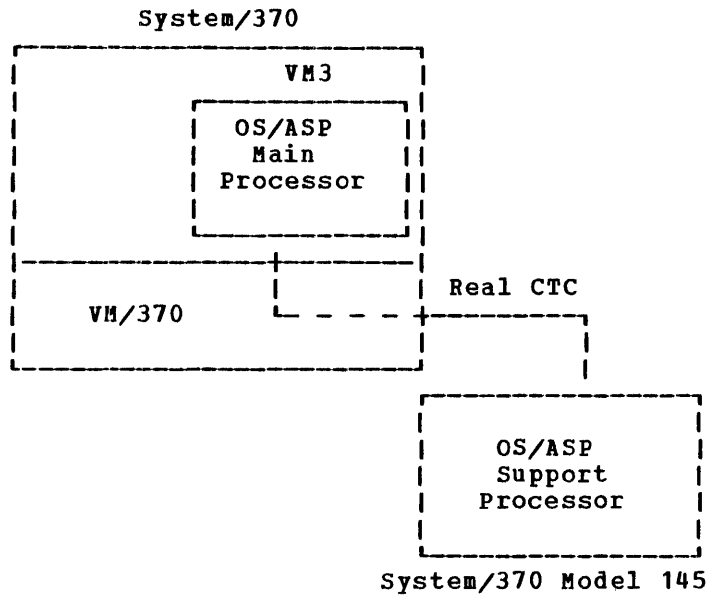 System/370
VM3
OS/ASP
Main
Processor
VM/370
Real CTC
OS/ASP
Support
Processor
System/370 Model 145